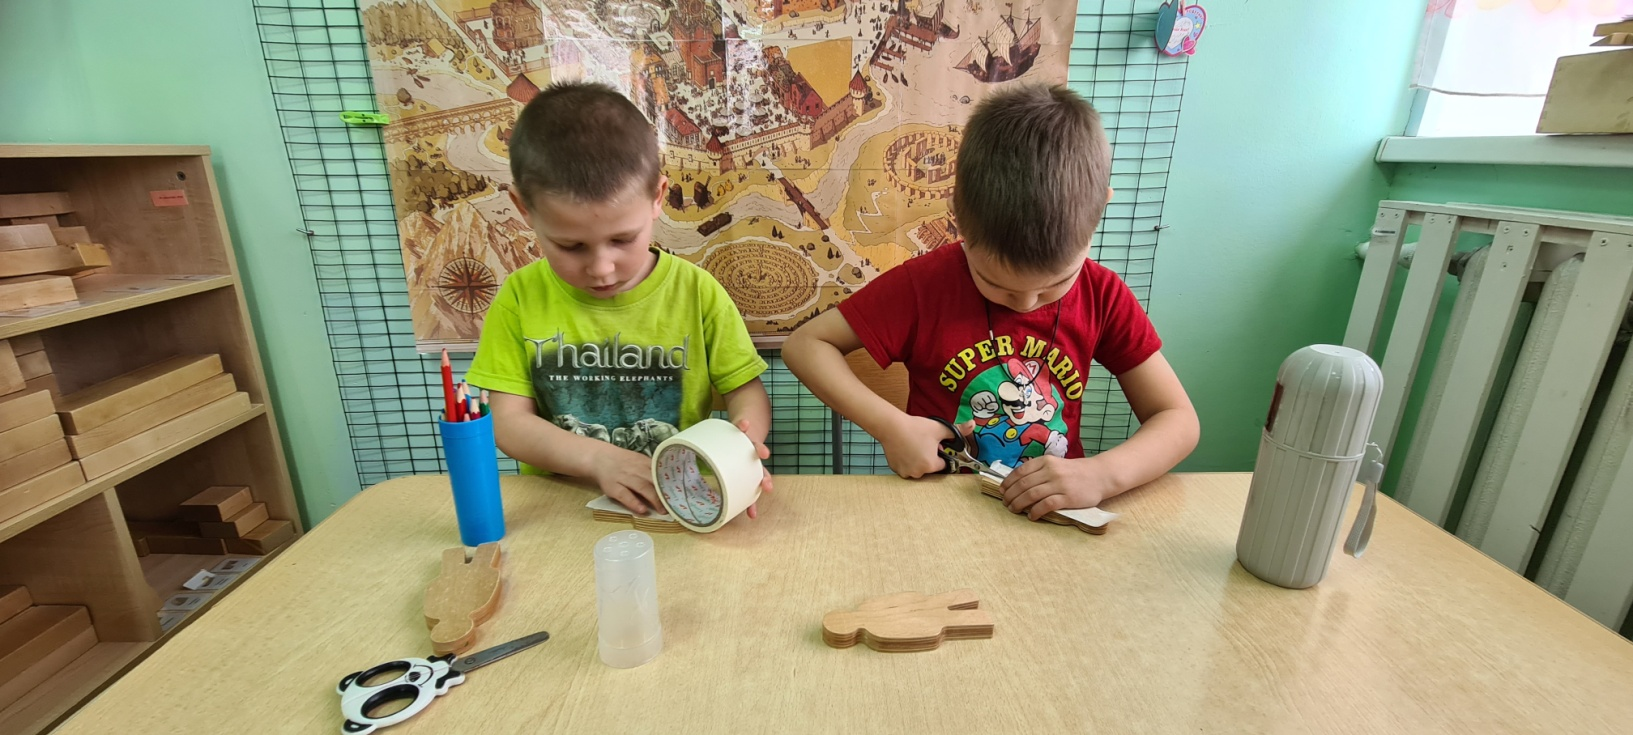 Thailand
THE WORKING ELEPHANTS
SUPER MARIO